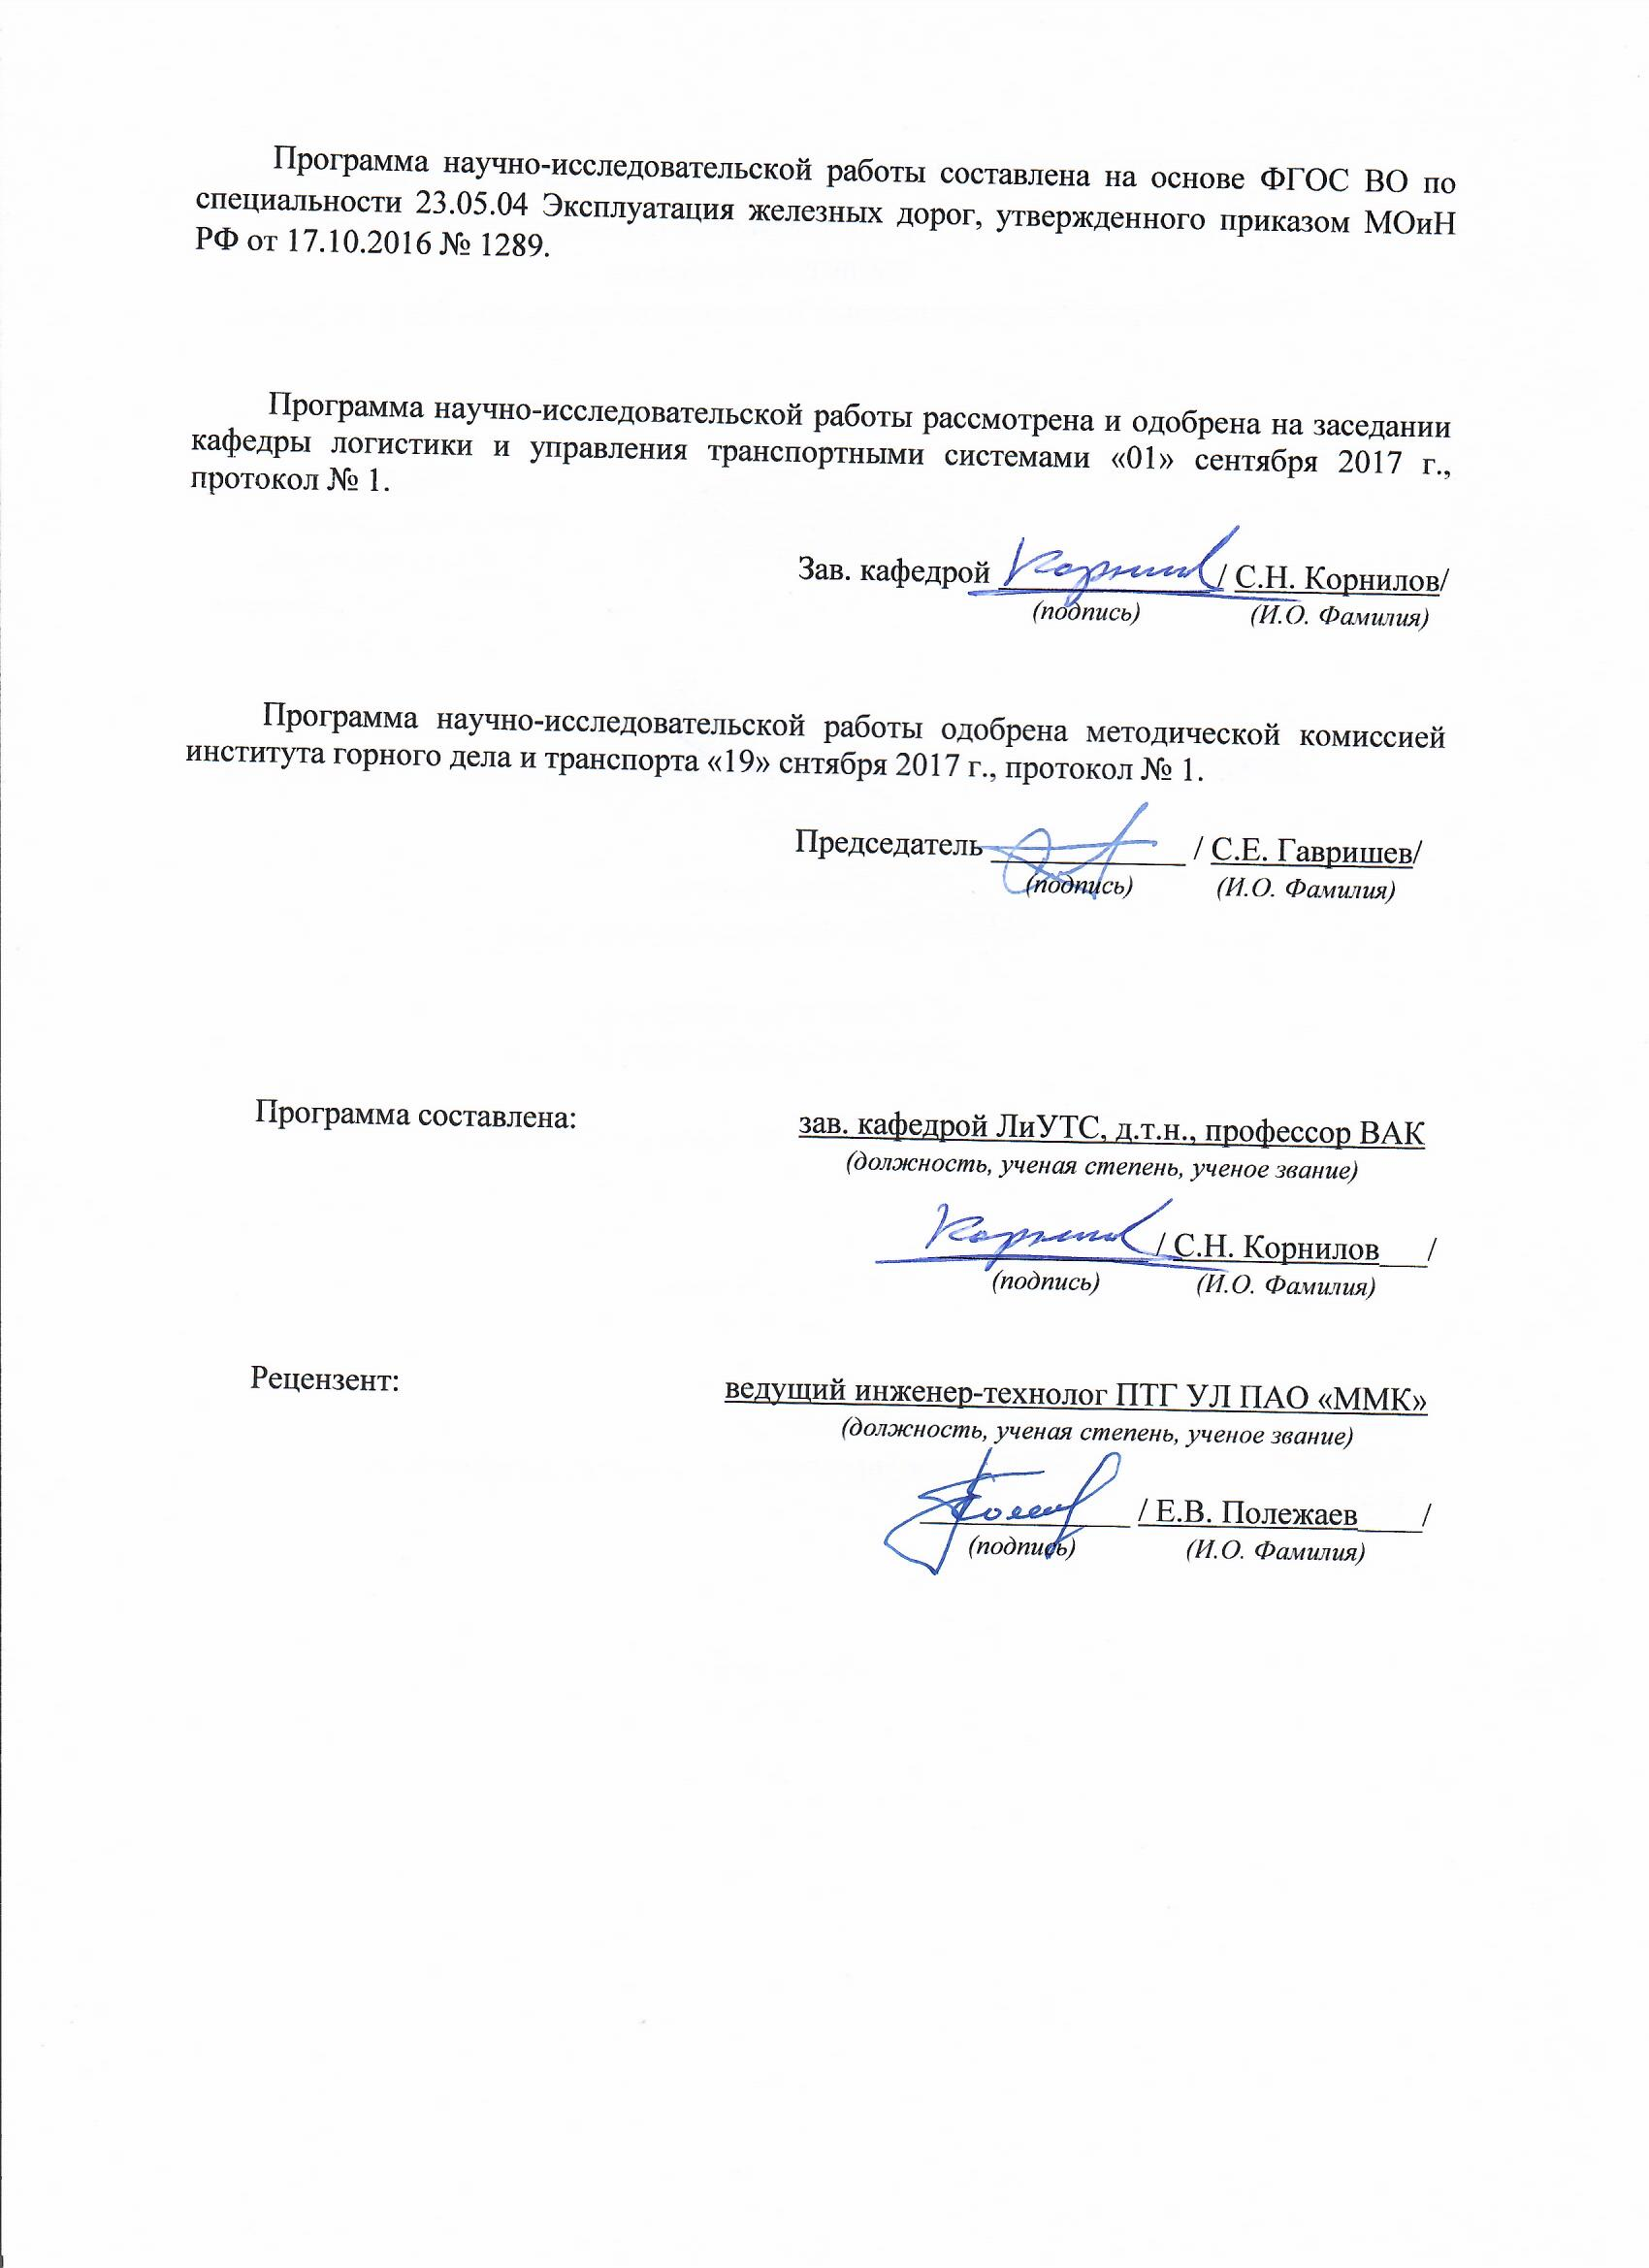 Программа научно-исследовательской работы составлена на основе ФГОС ВО по
специальности 23.05.04 Эксплуатация железных дорог, утвержденного приказом МОиН
РФ от 17.10.2016 № 1289.
Программа научно-исследовательской работы рассмотрена и одобрена на заседании
кафедры логистики и управления транспортными системами «01» сентября 2017 г.,
протокол № 1.
Зав. кафедрой / С.Н. Корнилов/
(подпись) (И.О. Фамилия)
Программа научно-исследовательской работы одобрена методической комиссией
института горного дела и транспорта «19» снтября 2017 г., протокол № 1.
Председатель / С.Е. Гавришев/
(подпись) (И.О. Фамилия)
Программа составлена: зав. кафедрой ЛиУТС, д.т.н., профессор ВАК
(должность, ученая степень, ученое звание)
/ С.Н. Корнилов /
(подпись) (И.О. Фамилия)
Рецензент: ведущий инженер-технолог ПТГ УЛ ПАО «ММК»
(должность, ученая степень, ученое звание)
/ Е.В. Полежаев /
(подпись) (И.О. Фамилия)